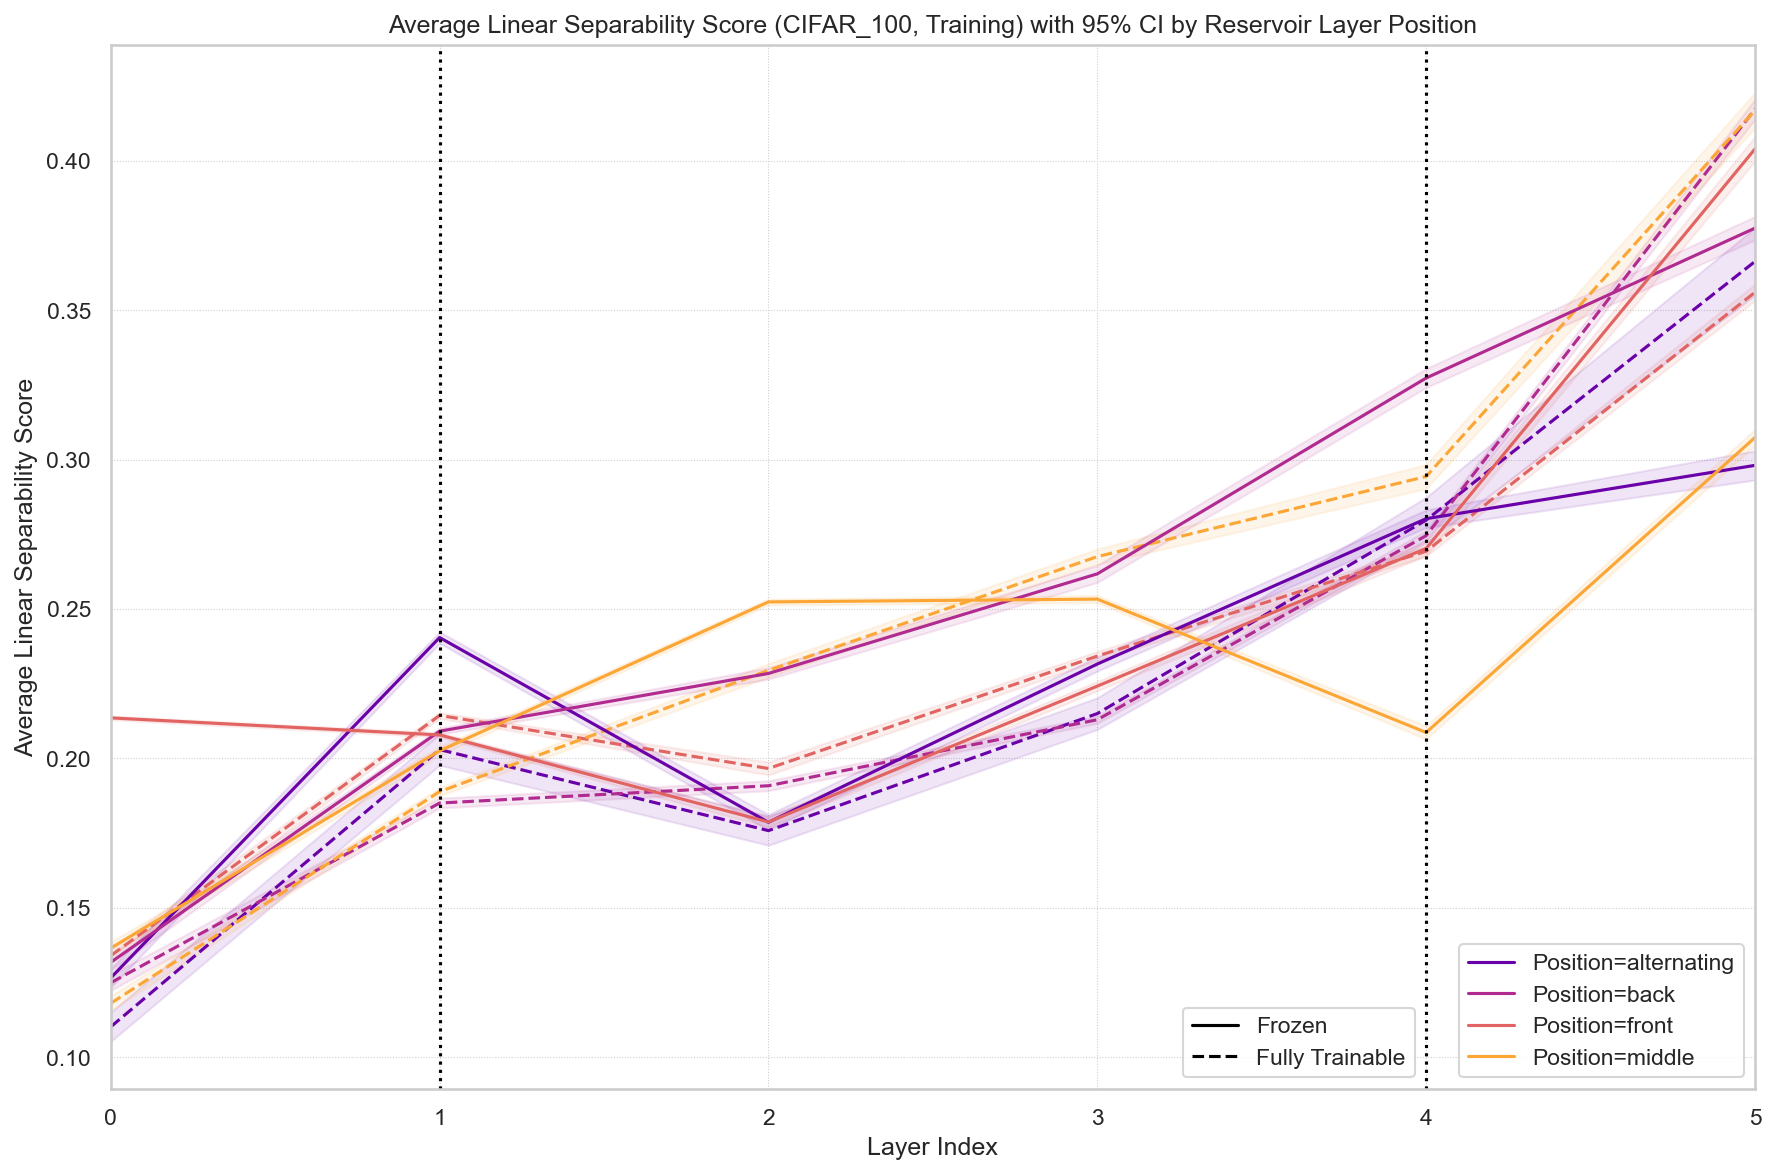 Average Linear Separability Score (CIFAR_100, Training) with 95% CI by Reservoir Layer Position
Average Linear Separability Score
0.40
0.35
0.30
0.25
0.20
0.15
0.10
Frozen
Fully Trainable
Position=alternating
Position=back
Position=front
Position=middle
0 1 2 3 4 5
Layer Index